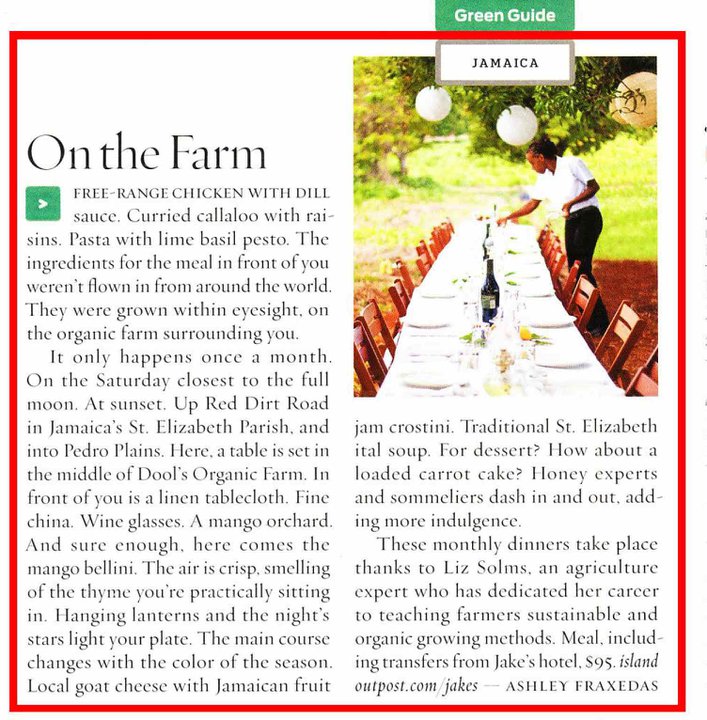 Green Guide
JAMAICA
On the Farm
> FREE-RANGE CHICKEN WITH DILL
sauce. Curried callaloo with rai-
sins. Pasta with lime basil pesto. The
ingredients for the meal in front of you
weren't flown in from around the world.
They were grown within eyesight, on
the organic farm surrounding you.
It only happens once a month.
On the Saturday closest to the full
moon. At sunset. Up Red Dirt Road
in Jamaica's St. Elizabeth Parish, and
into Pedro Plains. Here, a table is set in
the middle of Dool's Organic Farm. In
front of you is a linen tablecloth. Fine
china. Wine glasses. A mango orchard.
And sure enough, here comes the
mango bellini. The air is crisp, smelling
of the thyme you're practically sitting
in. Hanging lanterns and the night's
stars light your plate. The main course
changes with the color of the season.
Local goat cheese with Jamaican fruit
jam crostini. Traditional St. Elizabeth
ital soup. For dessert? How about a
loaded carrot cake? Honey experts
and sommeliers dash in and out, add-
ing more indulgence.
These monthly dinners take place
thanks to Liz Solms, an agriculture
expert who has dedicated her career
to teaching farmers sustainable and
organic growing methods. Meal, includ-
ing transfers from Jake's hotel, $95. island
outpost.com/jakes — ASHLEY FRAXEDAS